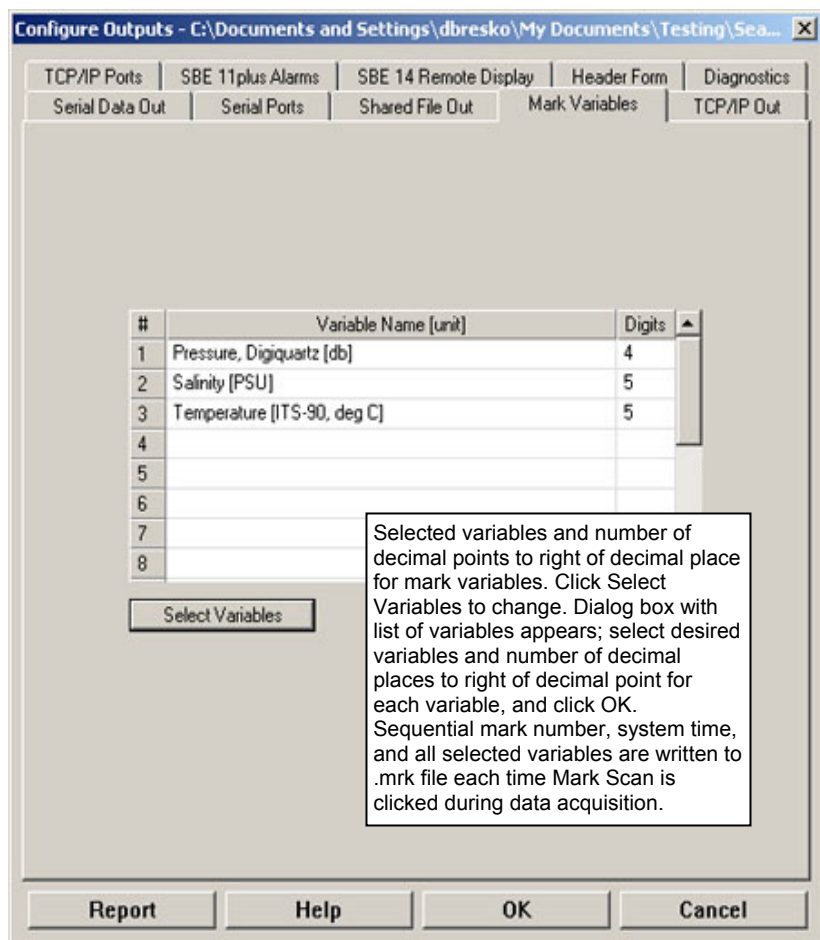 Configure Outputs - C:\Documents and Settings\dbresko\My Documents\Testing\Sea...
TCP/IP Ports SBE 11plus Alarms SBE 14 Remote Display Header Form Diagnostics
Serial Data Out Serial Ports Shared File Out Mark Variables TCP/IP Out
# Variable Name [unit] Digits
1 Pressure, Digiquartz [db] 4
2 Salinity [PSU] 5
3 Temperature [ITS-90, deg C] 5
4
5
6
7
8
Select Variables
Selected variables and number of
decimal points to right of decimal place
for mark variables. Click Select
Variables to change. Dialog box with
list of variables appears; select desired
variables and number of decimal
places to right of decimal point for
each variable, and click OK.
Sequential mark number, system time,
and all selected variables are written to
.mrk file each time Mark Scan is
clicked during data acquisition.
Report Help OK Cancel